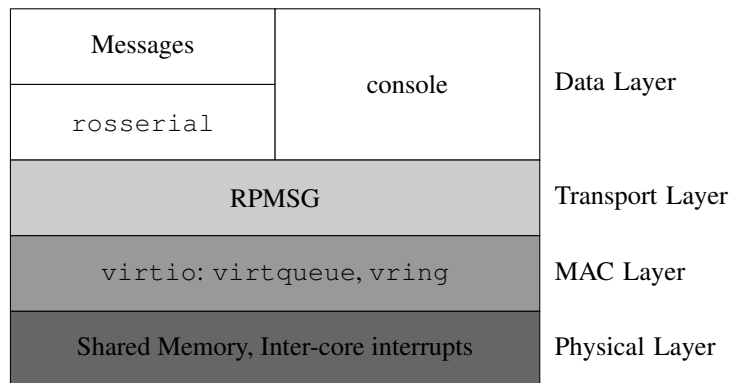 Messages
rosserial
console
Data Layer
RPMSG
Transport Layer
virtio: virtqueue, vring
MAC Layer
Shared Memory, Inter-core interrupts
Physical Layer